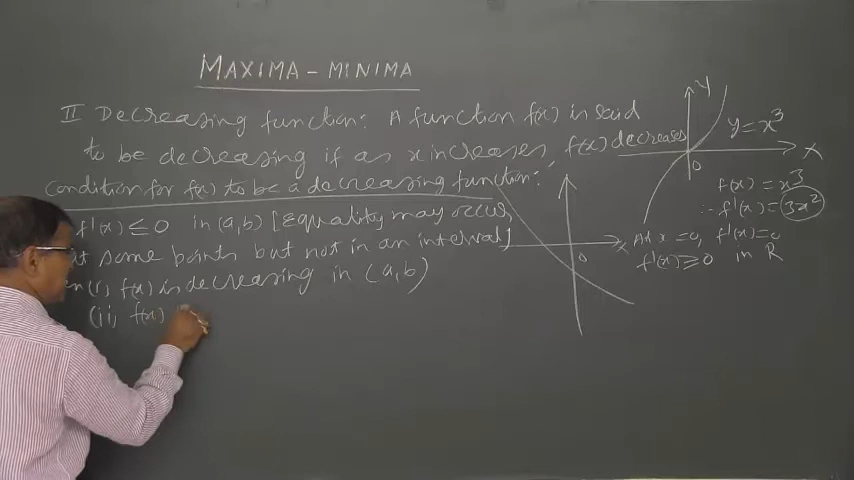 MAXIMA - MINIMA
II Decreasing function: A function f(x) is said
to be decreasing if as x increases, f(x) decreases
condition for f(x) to be a decreasing function:
f'(x) ≤ 0 in (a,b) [Equality may occur
at some points but not in an interval]
(i) f(x) is decreasing in (a,b)
(ii) f(x)
X
O
Y
y = x³
X
O
f(x) = x³
∴ f'(x) = 3x²
At x = 0, f'(x) = 0
f'(x) ≥ 0 in R